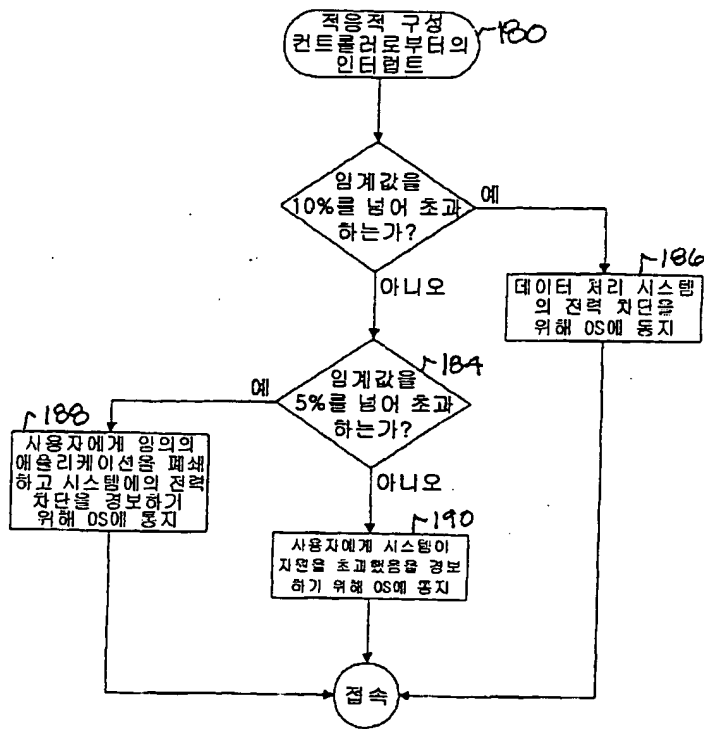 적응적 구성
컨트롤러로부터의
인터럽트
180
임계값을
10%를 넘어 초과
하는가?
예
아니오
186
데이터 처리 시스템
의 전력 차단을
위해 OS에 통지
184
임계값을
5%를 넘어 초과
하는가?
예
아니오
188
사용자에게 임의의
애플리케이션을 폐쇄
하고 시스템에의 전력
차단을 경보하기
위해 OS에 통지
190
사용자에게 시스템이
자원을 초과했음을 경보
하기 위해 OS에 통지
접속